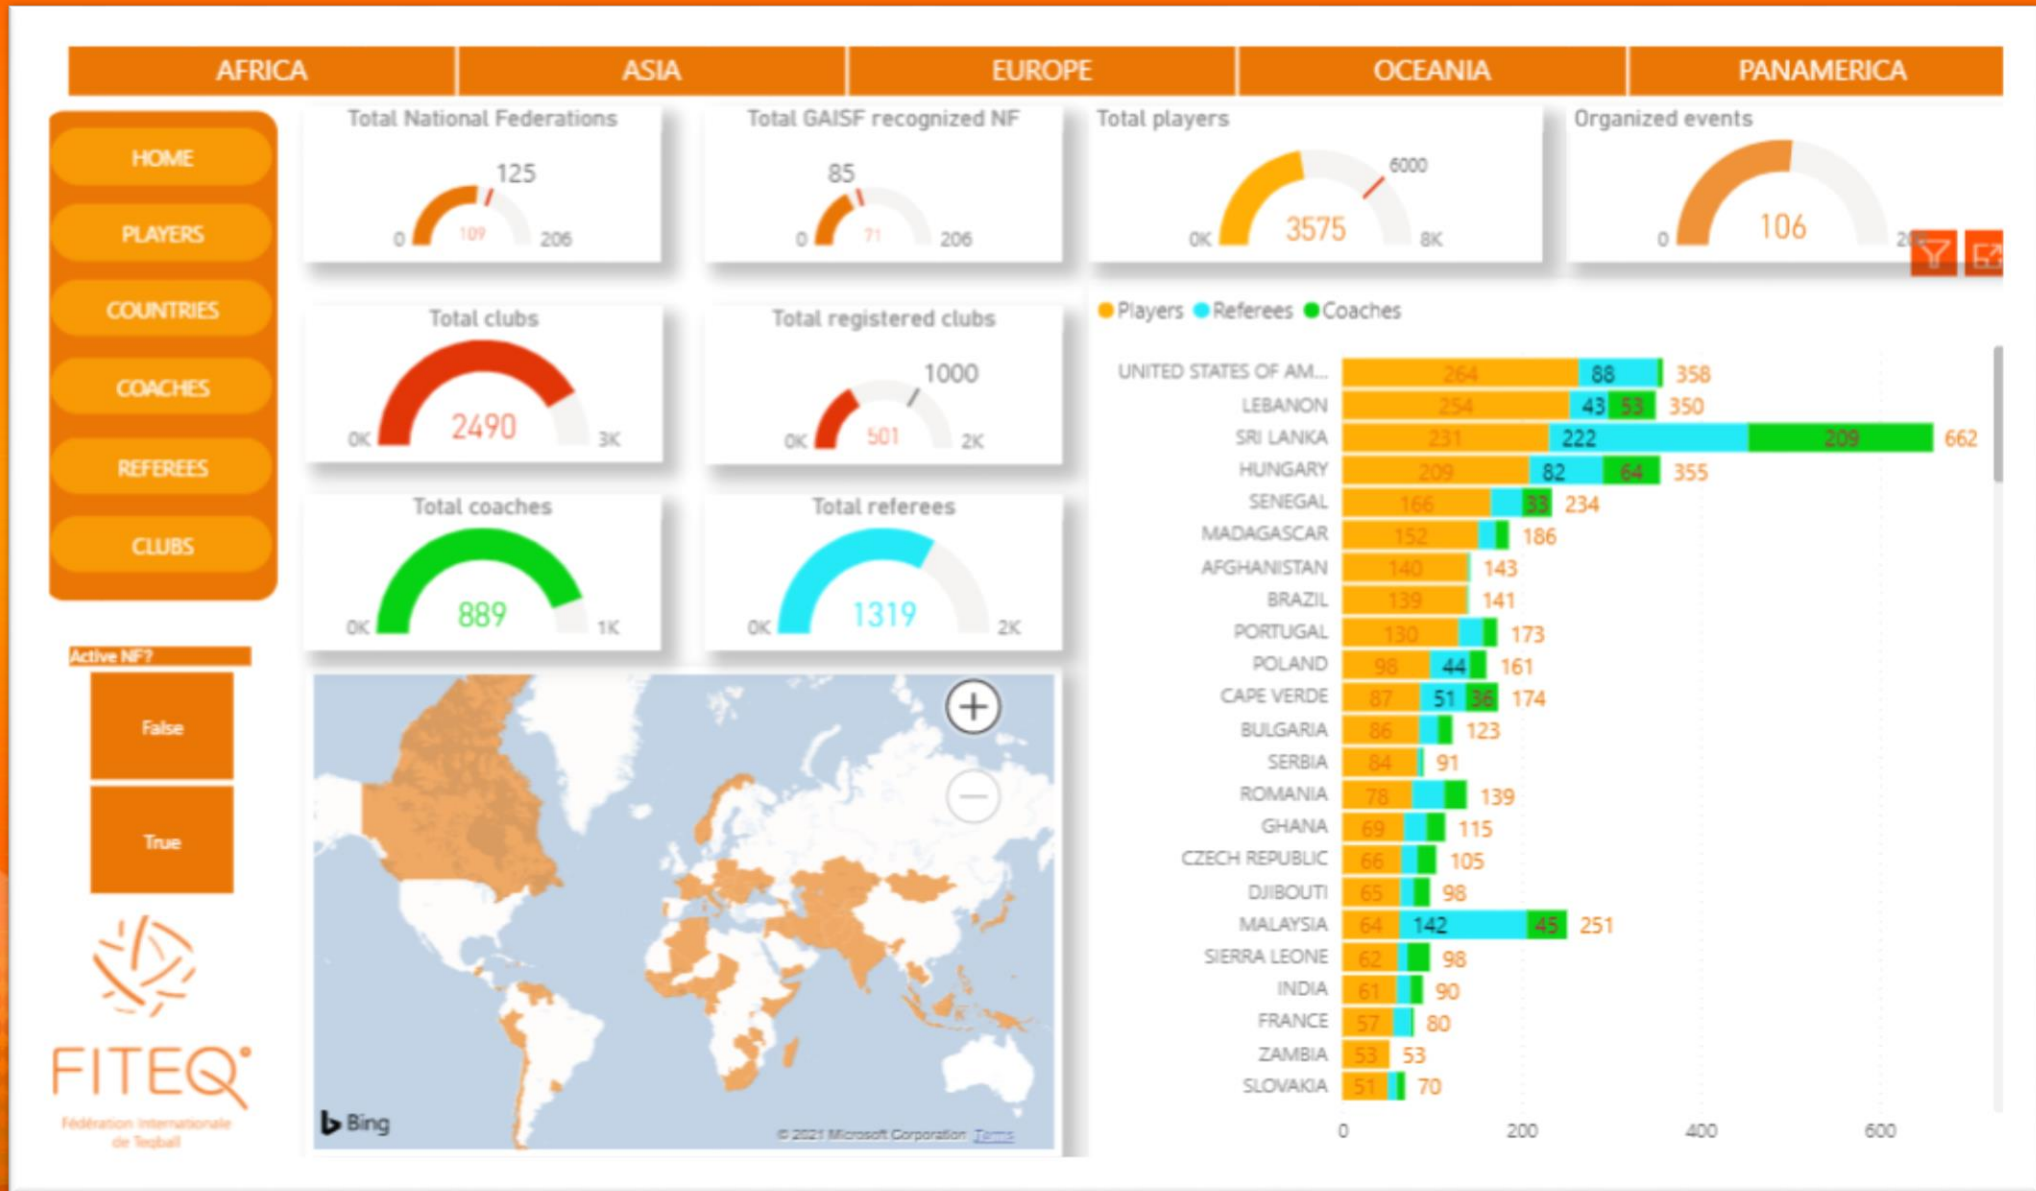 AFRICA
ASIA
EUROPE
OCEANIA
PANAMERICA
HOME
PLAYERS
COUNTRIES
COACHES
REFEREES
CLUBS
Active NF?
False
True
FITEQ
Fédération Internationale
de Teqball
Total National Federations
125
0
109
206
Total GAISF recognized NF
85
0
71
206
Total players
6000
0K
3575
8K
Organized events
0
106
Total clubs
0K
2490
3K
Total registered clubs
1000
0K
501
2K
Total coaches
0K
889
1K
Total referees
0K
1319
2K
Bing
© 2021 Microsoft Corporation Terms
Players Referees Coaches
UNITED STATES OF AM... 264 88 358
LEBANON 254 43 53 350
SRI LANKA 231 222 209 662
HUNGARY 209 82 64 355
SENEGAL 166 33 234
MADAGASCAR 152 186
AFGHANISTAN 140 143
BRAZIL 139 141
PORTUGAL 130 173
POLAND 98 44 161
CAPE VERDE 87 51 36 174
BULGARIA 86 123
SERBIA 84 91
ROMANIA 78 139
GHANA 69 115
CZECH REPUBLIC 66 105
DJIBOUTI 65 98
MALAYSIA 64 142 45 251
SIERRA LEONE 62 98
INDIA 61 90
FRANCE 57 80
ZAMBIA 53 53
SLOVAKIA 51 70
0 200 400 600